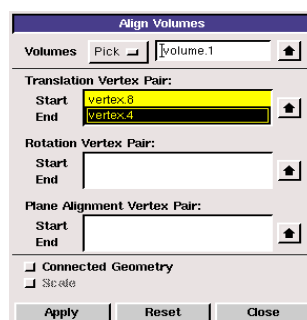 Align Volumes
Volumes Pick volume.1
Translation Vertex Pair:
Start vertex.8
End vertex.4
Rotation Vertex Pair:
Start
End
Plane Alignment Vertex Pair:
Start
End
Connected Geometry
Scale
Apply Reset Close